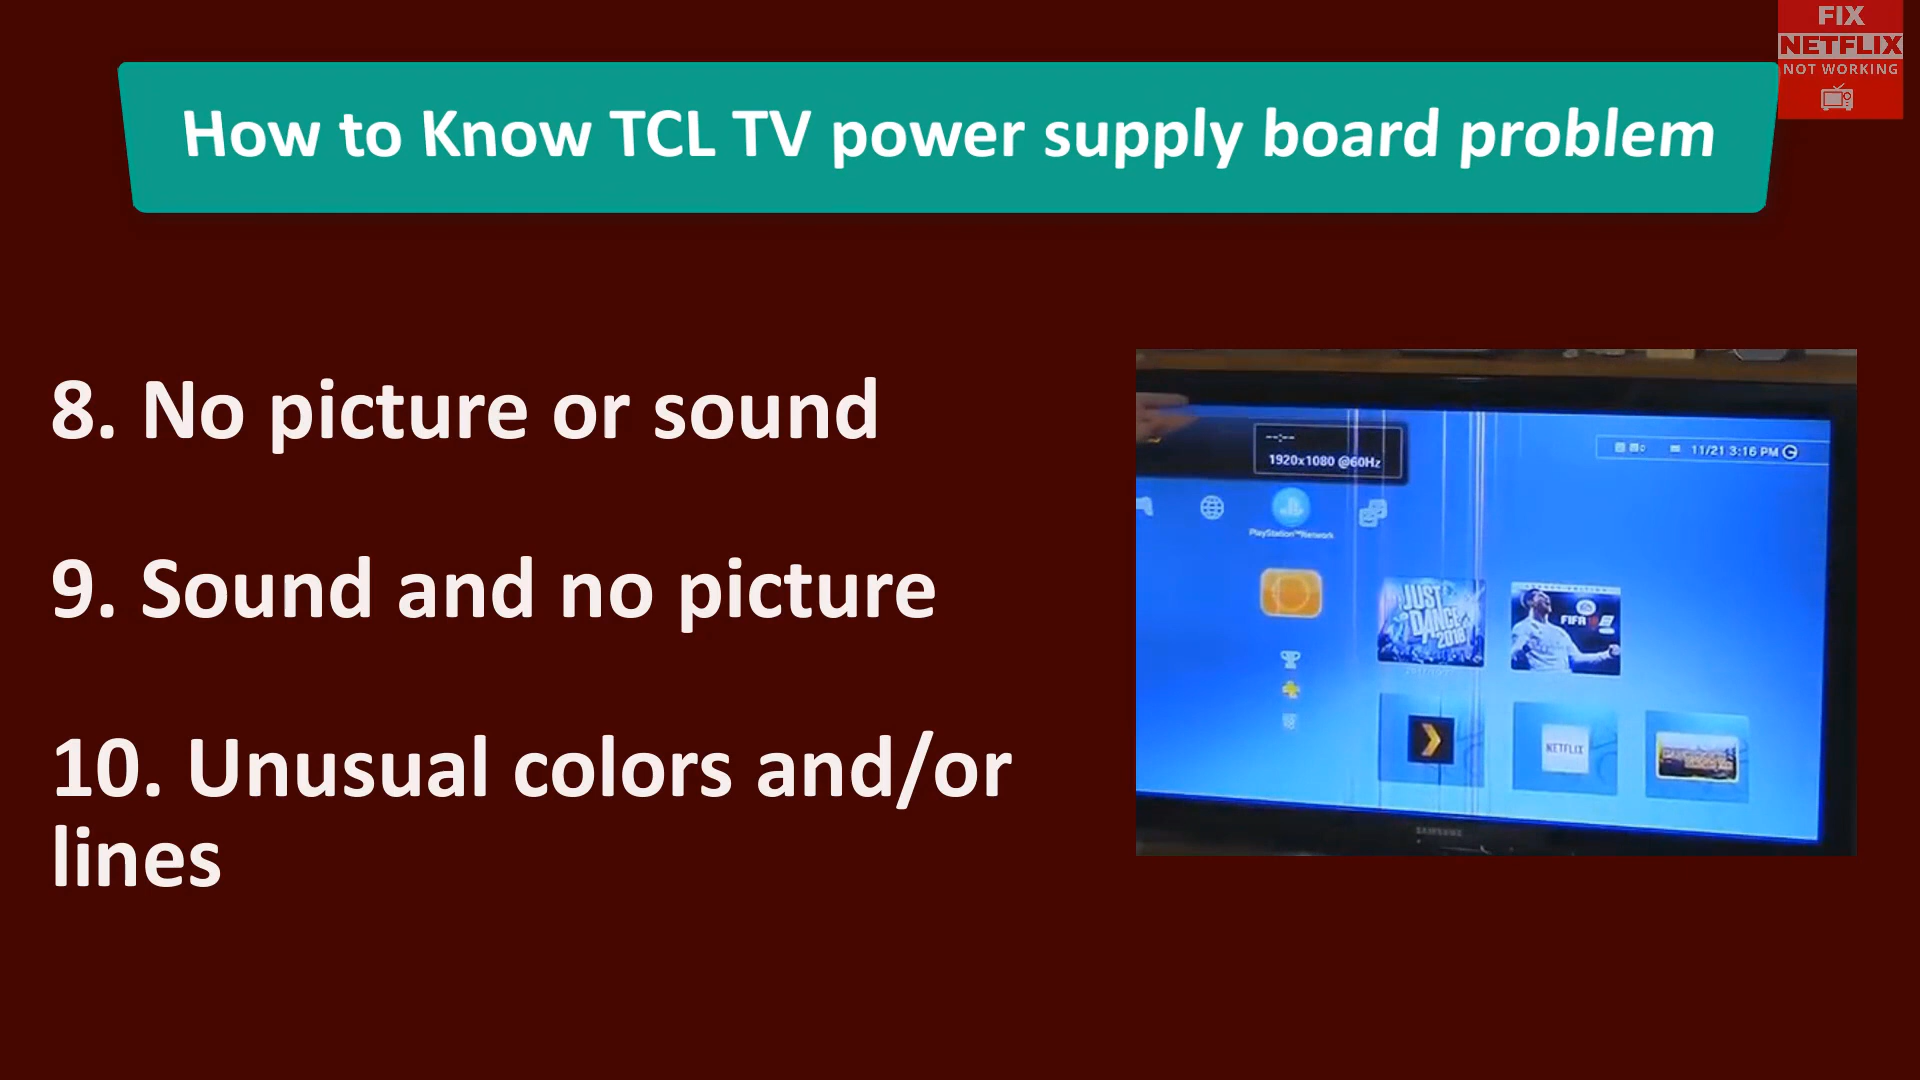 FIX
NETFLIX
NOT WORKING
How to Know TCL TV power supply board problem
8. No picture or sound
9. Sound and no picture
10. Unusual colors and/or
lines
1920x1080 @60Hz
11/21 3:16 PM
PlayStation™Network
JUST
DANCE
2018
FIFA
NETFLIX
SAMSUNG